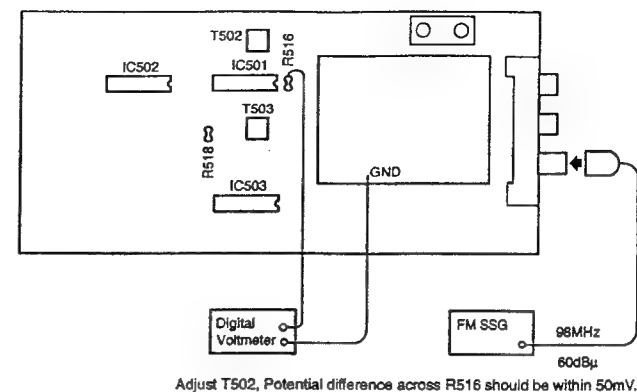 T502
R516
IC502
IC501
T503
R518
GND
IC503
Digital
Voltmeter
FM SSG
98MHz
60dBμ
Adjust T502, Potential difference across R516 should be within 50mV.